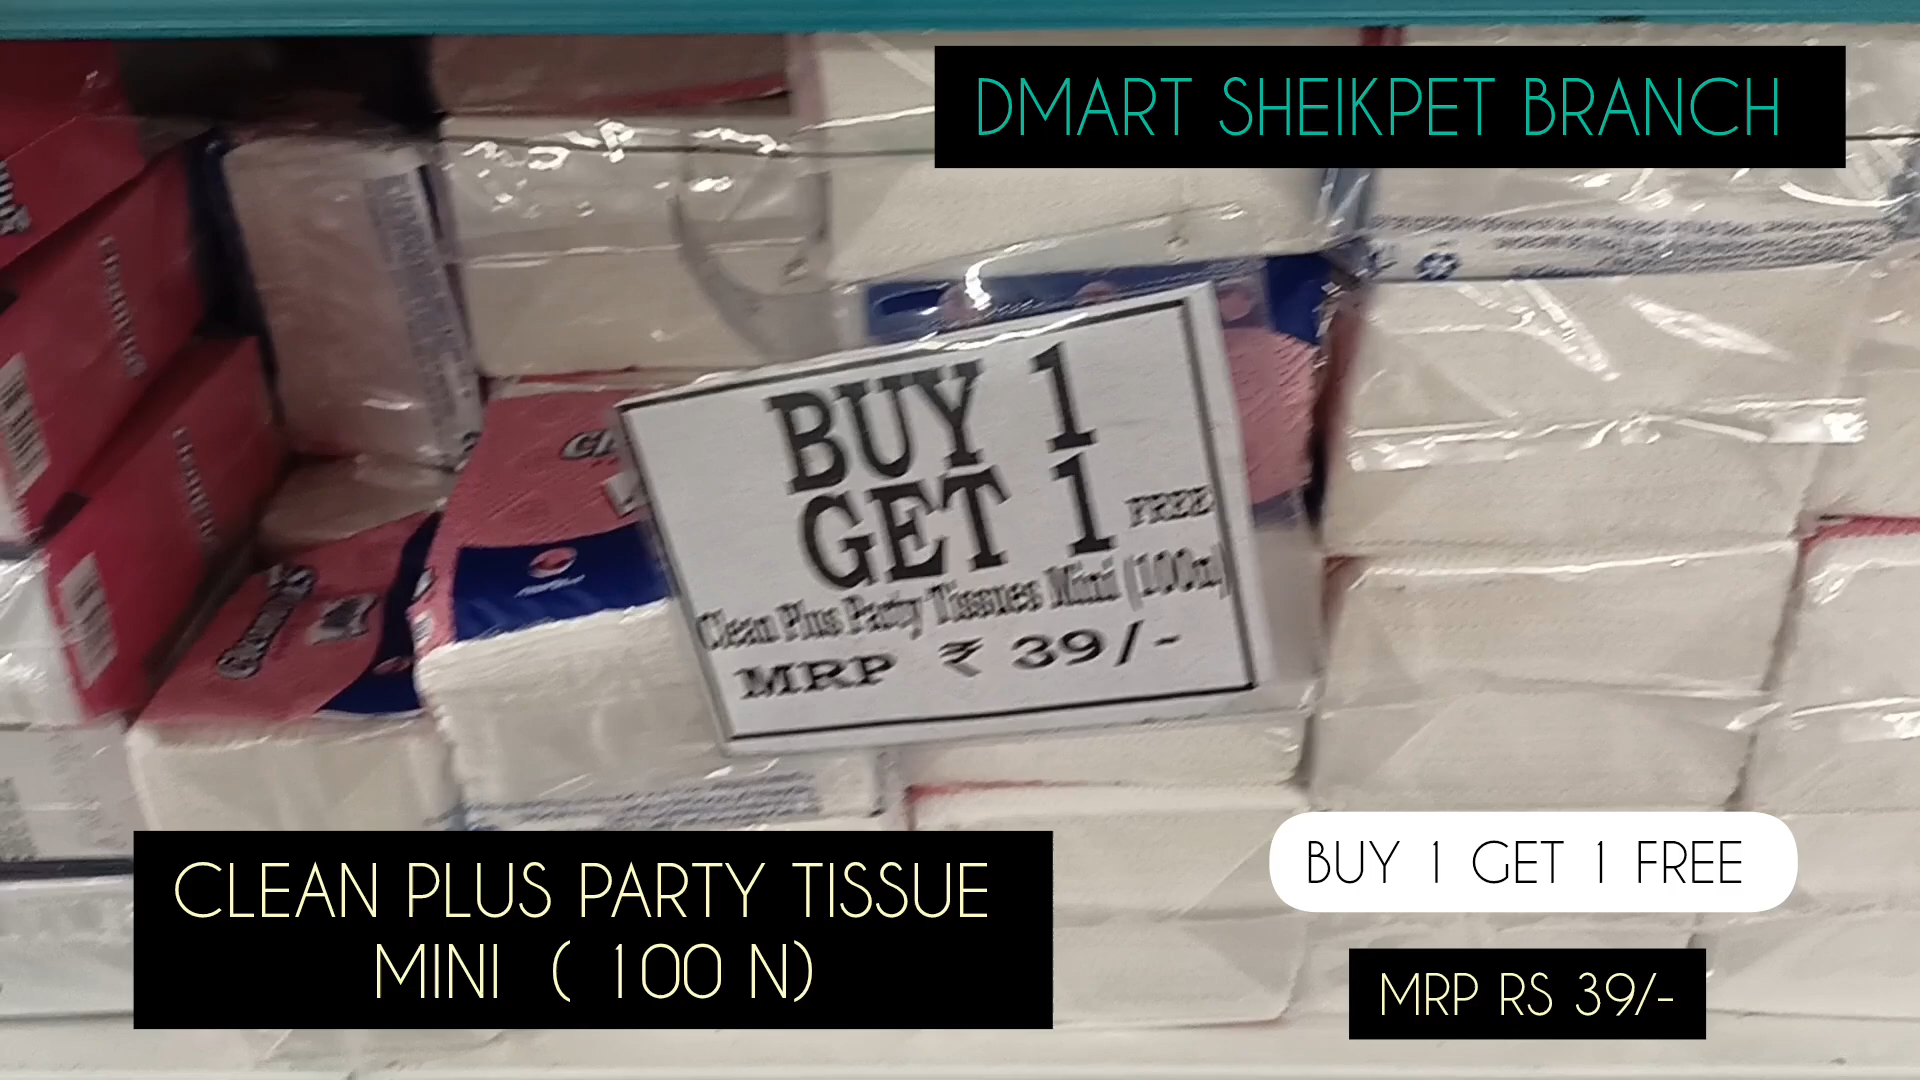 DMART SHEIKPET BRANCH
BUY 1
GET 1 FREE
Clean Plus Party Tissues Mini (100n)
MRP ₹ 39/-
CLEAN PLUS PARTY TISSUE
MINI ( 100 N)
BUY 1 GET 1 FREE
MRP RS 39/-